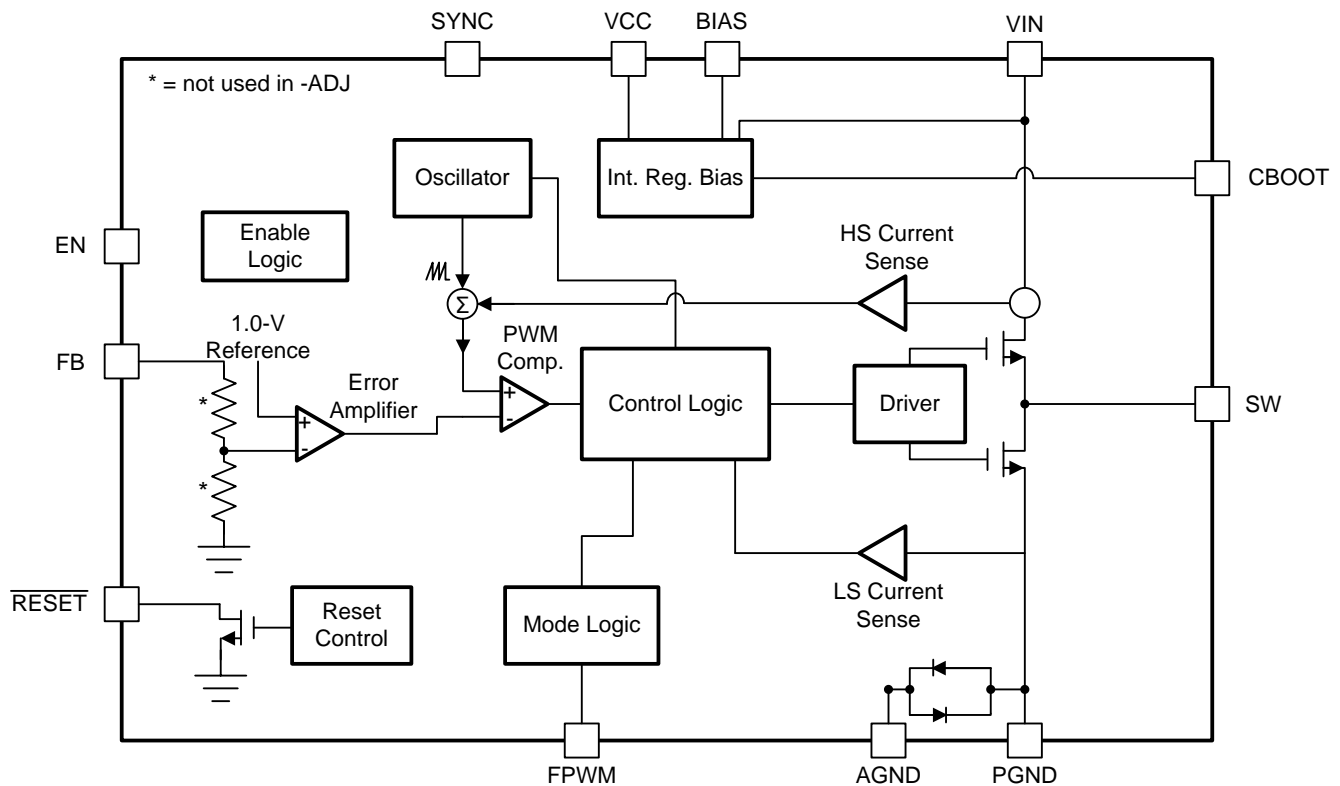 SYNC
VCC
BIAS
VIN
* = not used in -ADJ
Oscillator
Int. Reg. Bias
CBOOT
EN
Enable
Logic
HS Current
Sense
Σ
1.0-V
Reference
FB
PWM
Comp.
Error
Amplifier
+
-
+
-
*
*
Control Logic
Driver
SW
RESET
Reset
Control
Mode Logic
LS Current
Sense
FPWM
AGND
PGND